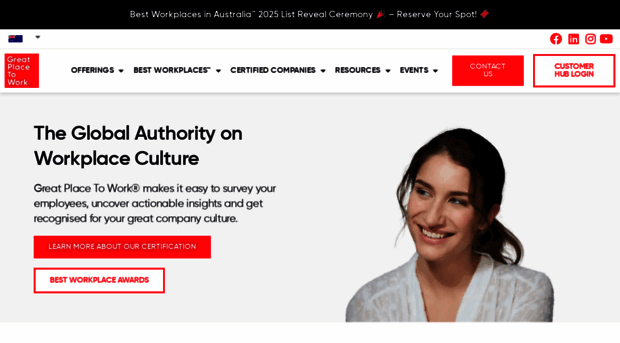 Best Workplaces in Australia™ 2025 List Reveal Ceremony 🎤 – Reserve Your Spot! 🎟
Great
Place
To
Work
OFFERINGS
BEST WORKPLACES™
CERTIFIED COMPANIES
RESOURCES
EVENTS
CONTACT
US
CUSTOMER
HUB LOGIN
The Global Authority on
Workplace Culture
Great Place To Work® makes it easy to survey your
employees, uncover actionable insights and get
recognised for your great company culture.
LEARN MORE ABOUT OUR CERTIFICATION
BEST WORKPLACE AWARDS